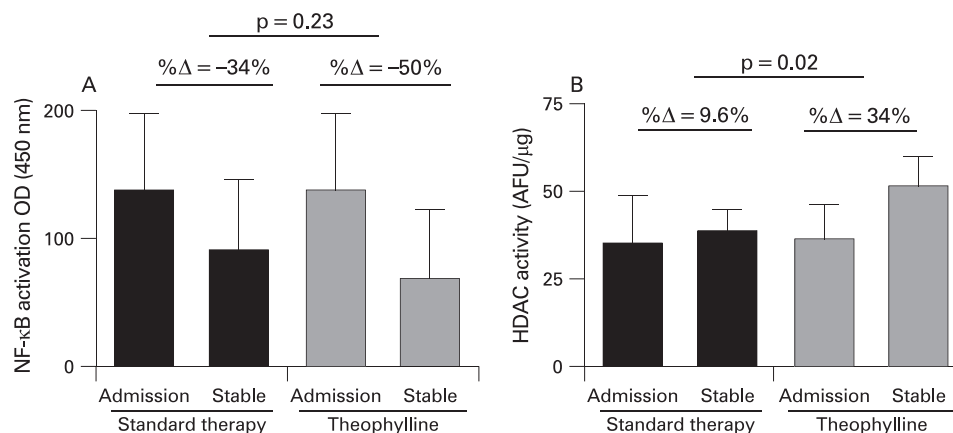 p = 0.23
%Δ = –34%
%Δ = –50%
A
NF-κB activation OD (450 nm)
200
100
0
Admission
Stable
Admission
Stable
Standard therapy
Theophylline
p = 0.02
B
%Δ = 9.6%
%Δ = 34%
HDAC activity (AFU/μg)
75
50
25
0
Admission
Stable
Admission
Stable
Standard therapy
Theophylline